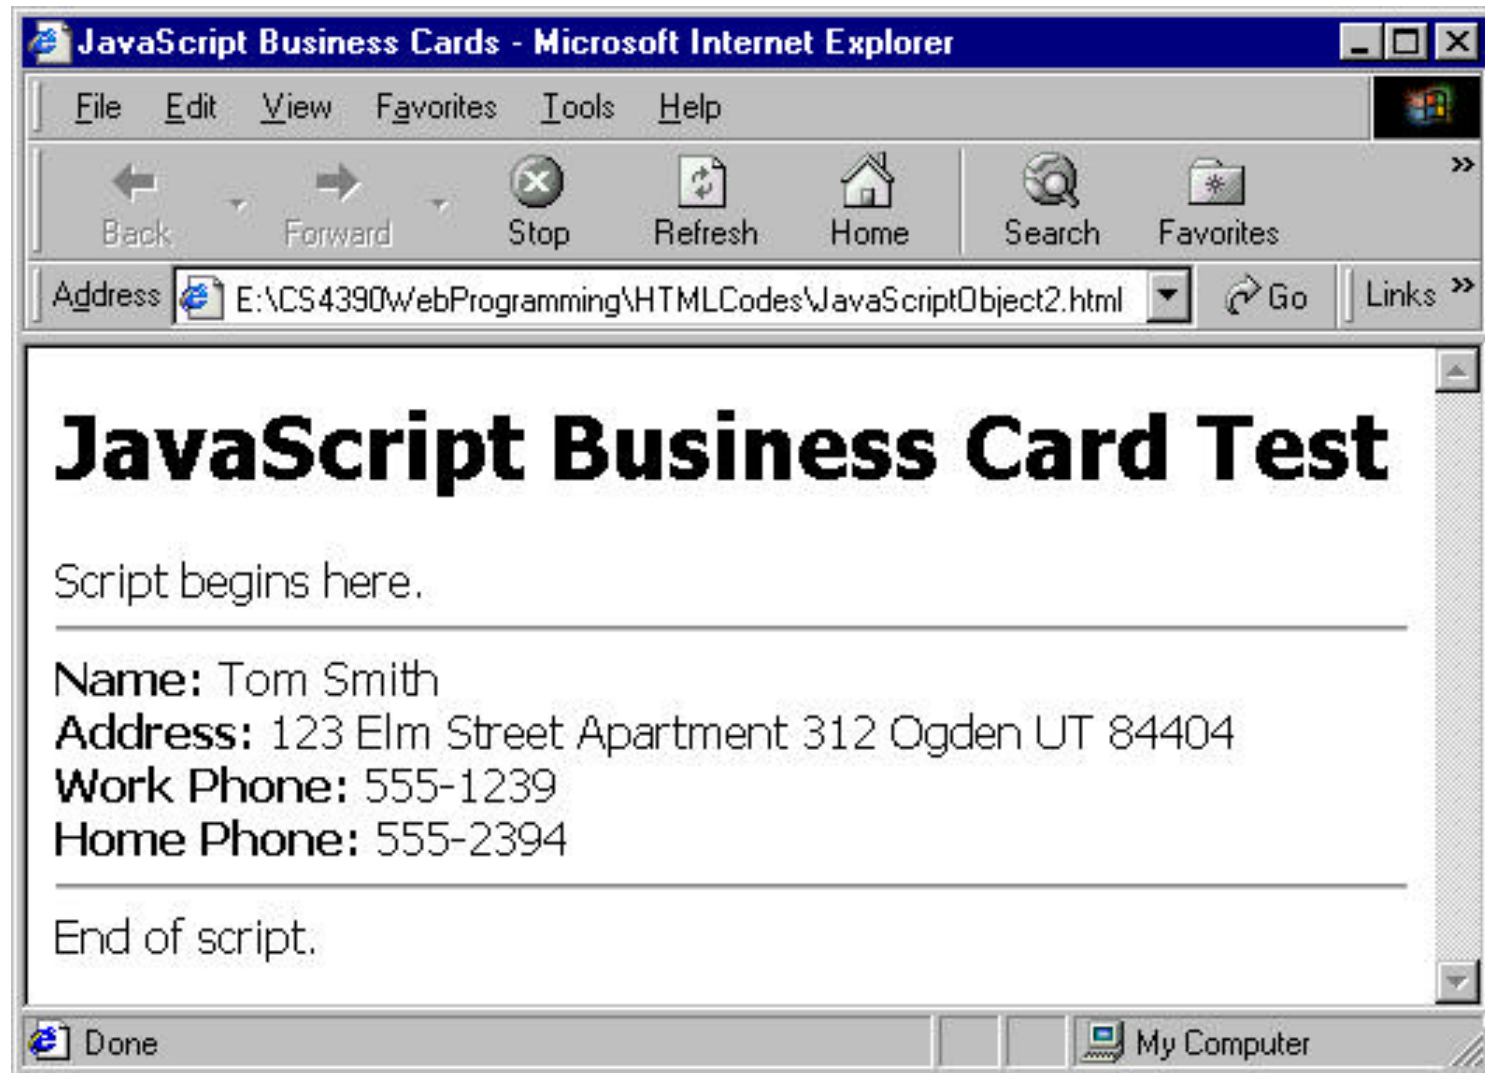 JavaScript Business Cards - Microsoft Internet Explorer
File Edit View Favorites Tools Help
»
Back Forward Stop Refresh Home Search Favorites
Address E:\CS4390WebProgramming\HTMLCodes\JavaScriptObject2.html Go Links »
JavaScript Business Card Test
Script begins here.
Name: Tom Smith
Address: 123 Elm Street Apartment 312 Ogden UT 84404
Work Phone: 555-1239
Home Phone: 555-2394
End of script.
Done My Computer